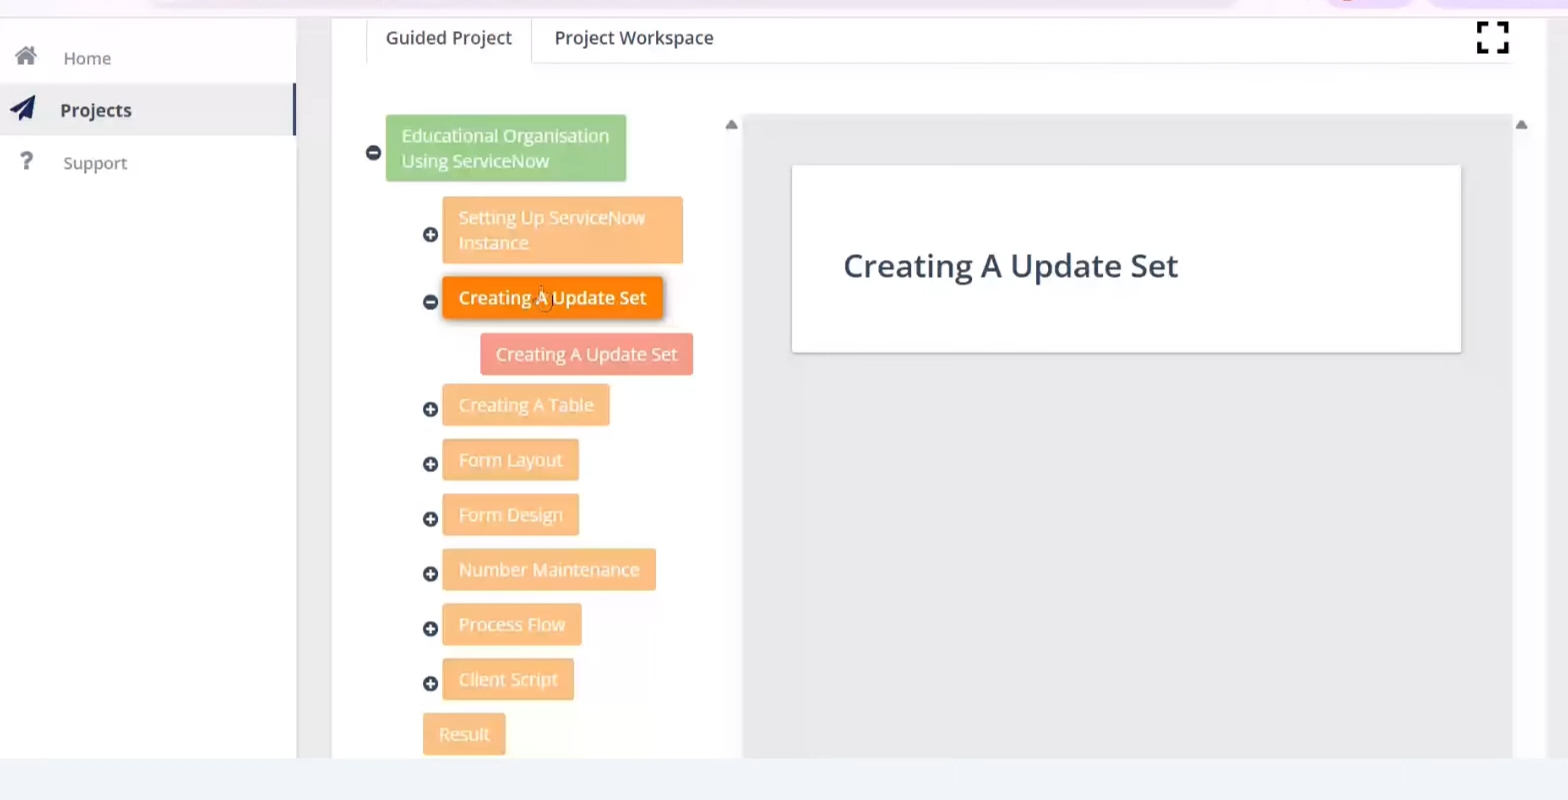 Home
Projects
? Support
Guided Project
Project Workspace
Educational Organisation
Using ServiceNow
Setting Up ServiceNow
Instance
Creating A Update Set
Creating A Update Set
Creating A Table
Form Layout
Form Design
Number Maintenance
Process Flow
Client Script
Result
Creating A Update Set